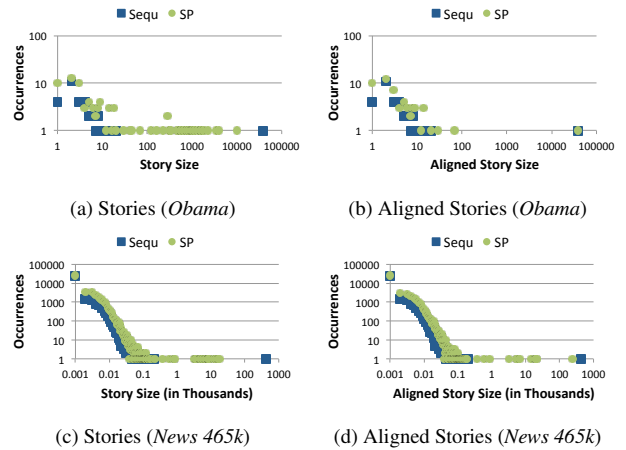 Sequ SP
100
10
1
Occurrences
1 10 100 1000 10000 100000
Story Size
(a) Stories (Obama)
Sequ SP
100
10
1
Occurrences
1 10 100 1000 10000 100000
Aligned Story Size
(b) Aligned Stories (Obama)
Sequ SP
100000
10000
1000
100
10
1
Occurrences
0.001 0.01 0.1 1 10 100 1000
Story Size (in Thousands)
(c) Stories (News 465k)
Sequ SP
100000
10000
1000
100
10
1
Occurrences
0.001 0.01 0.1 1 10 100 1000
Aligned Story Size (in Thousands)
(d) Aligned Stories (News 465k)